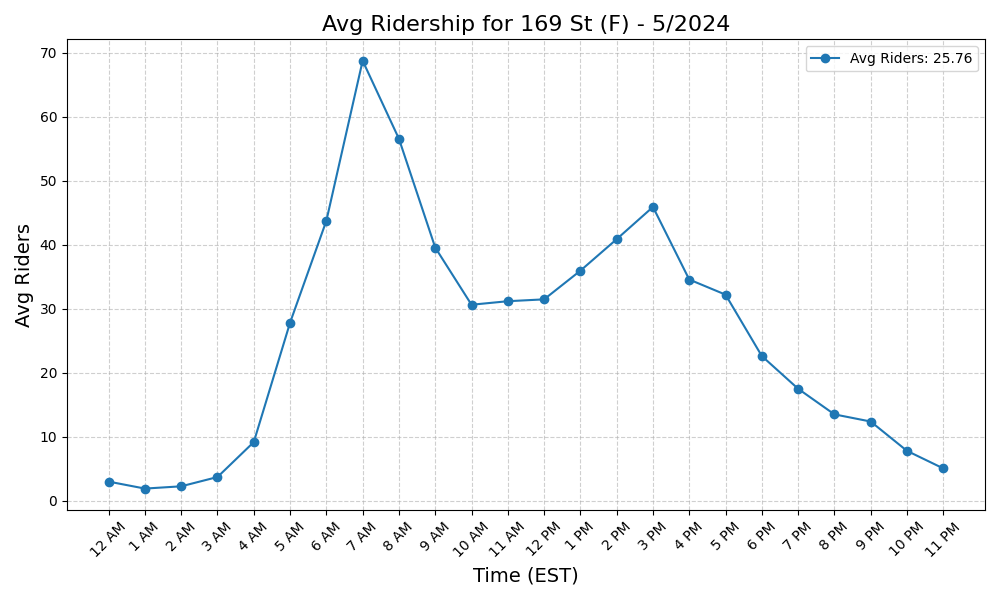 Avg Ridership for 169 St (F) - 5/2024
Avg Riders: 25.76
Avg Riders
70
60
50
40
30
20
10
0
12 AM
1 AM
2 AM
3 AM
4 AM
5 AM
6 AM
7 AM
8 AM
9 AM
10 AM
11 AM
12 PM
1 PM
2 PM
3 PM
4 PM
5 PM
6 PM
7 PM
8 PM
9 PM
10 PM
11 PM
Time (EST)